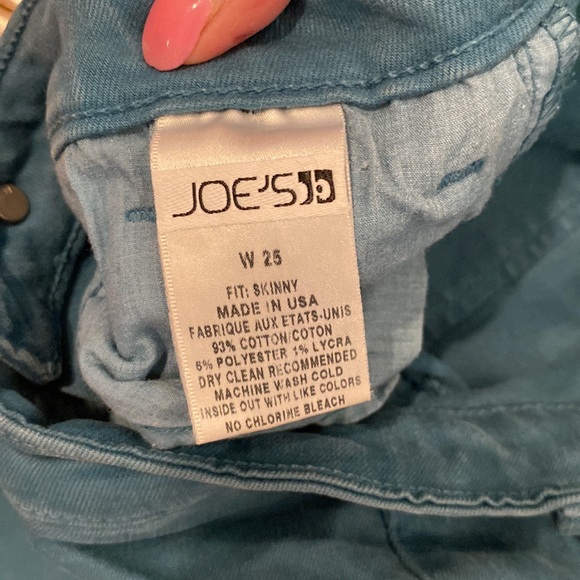 JOE'S
W 25
FIT: SKINNY
MADE IN USA
FABRIQUE AUX ETATS-UNIS
93% COTTON/COTON
6% POLYESTER 1% LYCRA
DRY CLEAN RECOMMENDED
MACHINE WASH COLD
INSIDE OUT WITH LIKE COLORS
NO CHLORINE BLEACH